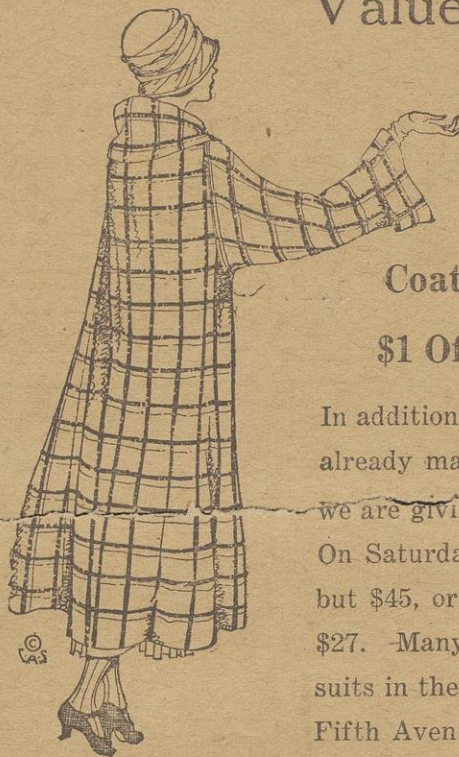 Value
Coat
$1 Of
In addition
already ma
we are givi
On Saturda
but $45, or
$27. Many
suits in the
Fifth Aven
©